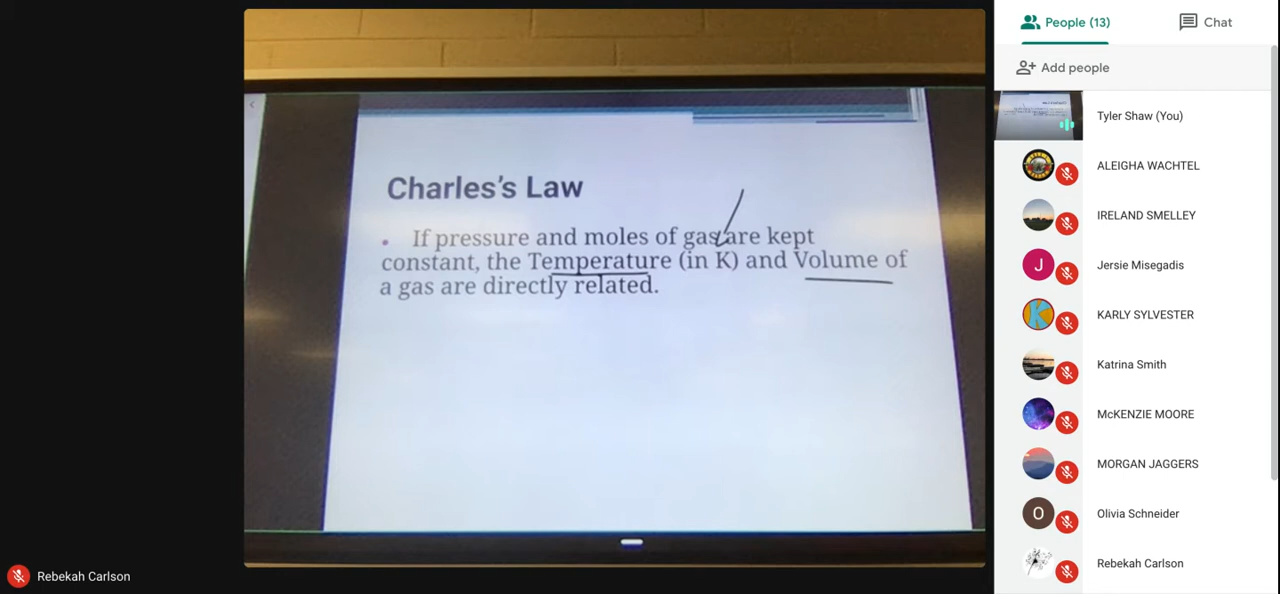 People (13)
Chat
Add people
Charles's Law
• If pressure and moles of gas are kept
constant, the Temperature (in K) and Volume of
a gas are directly related.
Tyler Shaw (You)
ALEIGHA WACHTEL
IRELAND SMELLEY
J
Jersie Misegadis
K
KARLY SYLVESTER
Katrina Smith
McKENZIE MOORE
MORGAN JAGGERS
O
Olivia Schneider
Rebekah Carlson
Rebekah Carlson